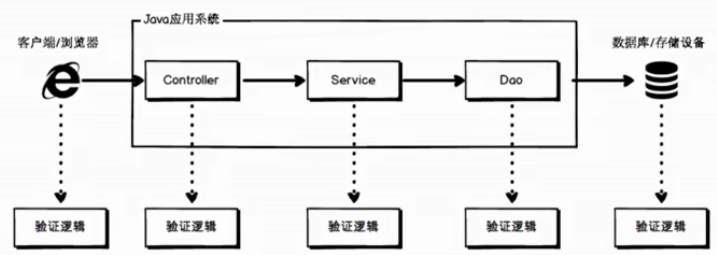 Java应用系统
客户端/浏览器
数据库/存储设备
Controller
Service
Dao
验证逻辑
验证逻辑
验证逻辑
验证逻辑
验证逻辑